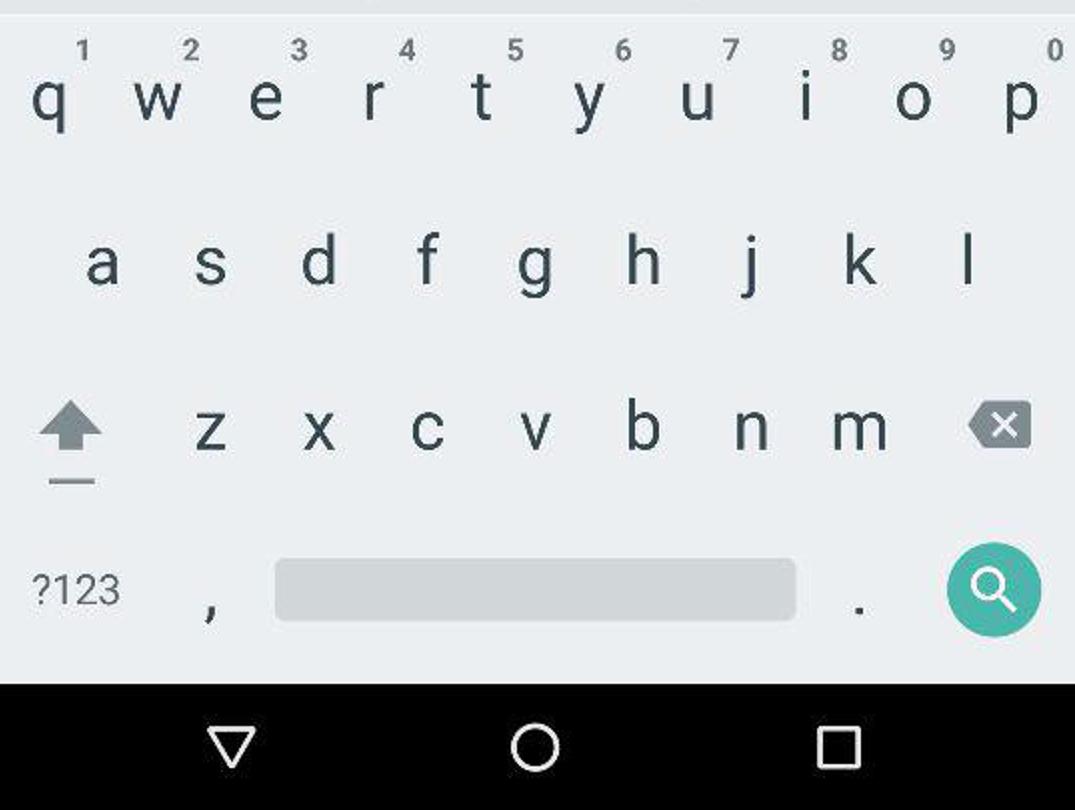 1 2 3 4 5 6 7 8 9 0
q w e r t y u i o p
a s d f g h j k l
z x c v b n m
?123 , .